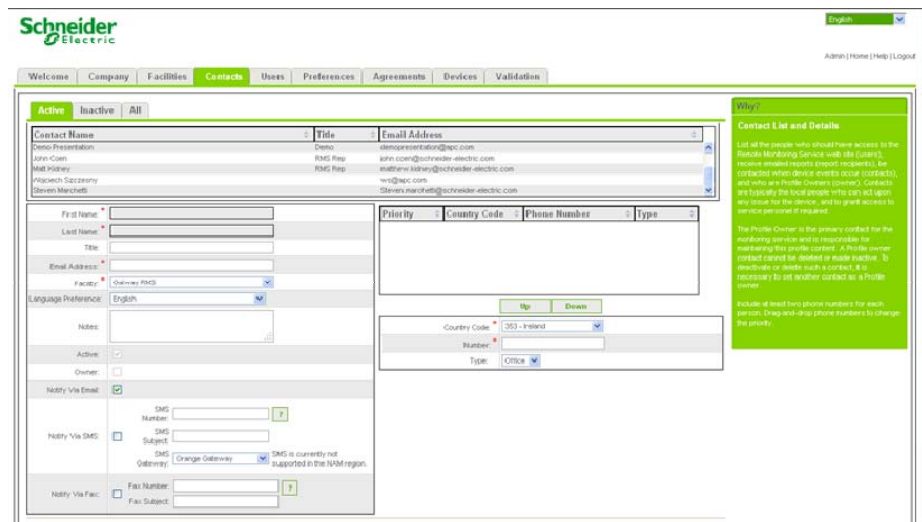 Schneider
Electric
English
Admin | Home | Help | Logout
Welcome Company Facilities Contacts Users Preferences Agreements Devices Validation
Active Inactive All
Contact Name Title Email Address
Demo Presentation Demo demopresentation@apc.com
John Coen RMS Rep john.coen@schneider-electric.com
Matt Kidney RMS Rep matthew.kidney@schneider-electric.com
Wojciech Szczesny ws@apc.com
Steven Marchetti
First Name: *
Last Name: *
Title:
Email Address: *
Facility: * Galway RMS
Language Preference: English
Notes:
Active:
Owner:
Notify Via Email:
Notify Via SMS:
SMS Number: ?
SMS Subject:
SMS Gateway: Orange Gateway SMS is currently not supported in the NAM region.
Notify Via Fax:
Fax Number: ?
Fax Subject:
Priority Country Code Phone Number Type
Up Down
Country Code: * 353 - Ireland
Number: *
Type: Office
Why?
Contact List and Details
List all the people who should have access to the
Remote Monitoring Service web site (users),
receive emailed reports (report recipients), be
contacted when device events occur (contacts),
and who are Profile Owners (owner). Contacts
are typically the local people who can act upon
any issue for the device, and to grant access to
service personel if required.
The Profile Owner is the primary contact for the
monitoring service and is responsible for
maintaining this profile content. A Profile owner
contact cannot be deleted or made inactive. To
deactivate or delete such a contact, it is
necessary to set another contact as a Profile
owner.
Include at least two phone numbers for each
person. Drag-and-drop phone numbers to change
the priority.